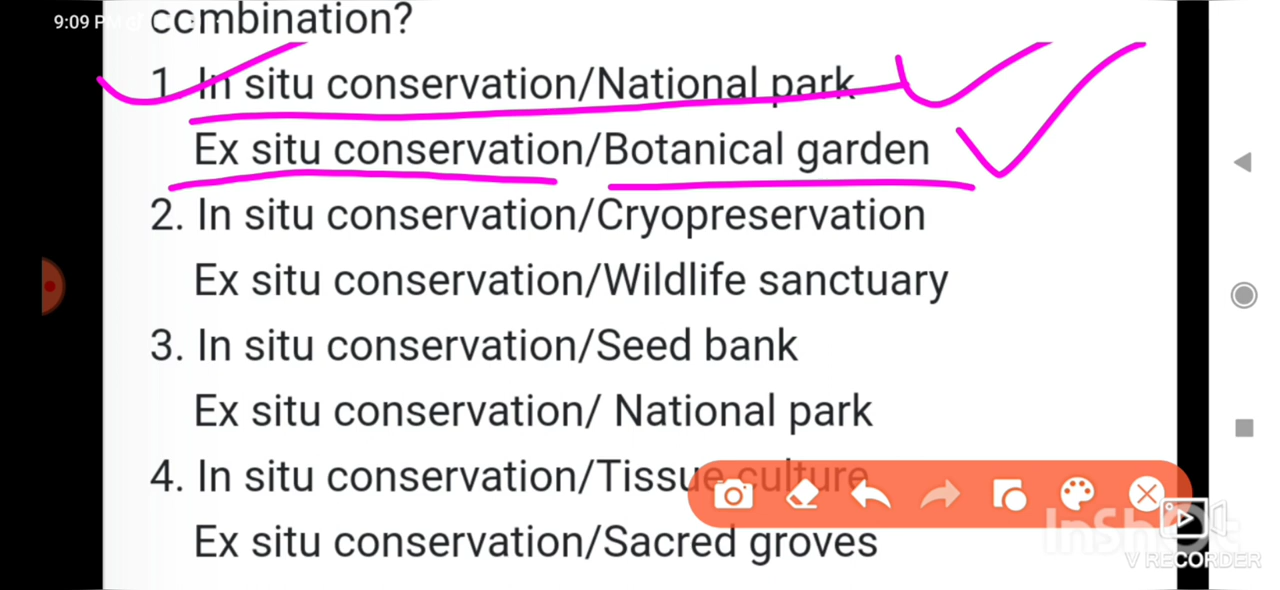 9:09 PM
combination?
1. In situ conservation/National park
Ex situ conservation/Botanical garden
2. In situ conservation/Cryopreservation
Ex situ conservation/Wildlife sanctuary
3. In situ conservation/Seed bank
Ex situ conservation/ National park
4. In situ conservation/Tissue culture
Ex situ conservation/Sacred groves
InShot
V RECORDER